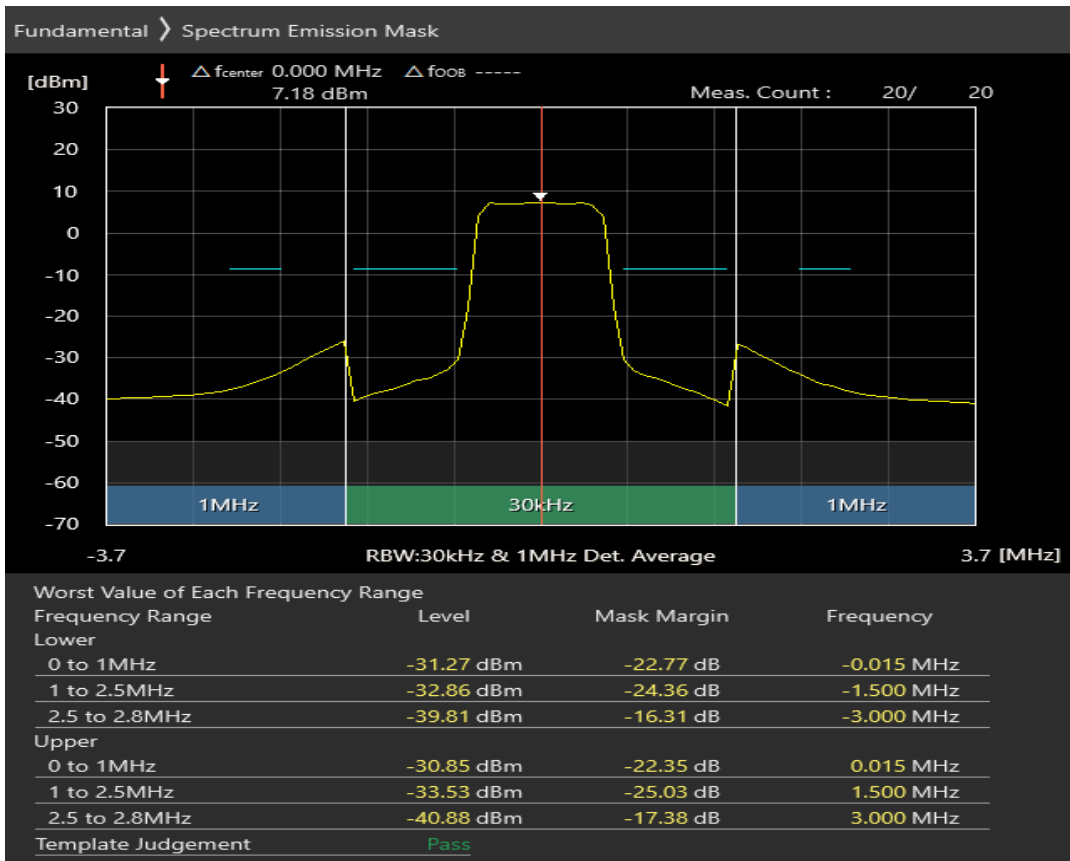 Fundamental 〉 Spectrum Emission Mask
[dBm] △ fcenter 0.000 MHz △ fOOB -----
7.18 dBm Meas. Count : 20/ 20
30
20
10
0
-10
-20
-30
-40
-50
-60
-70
1MHz 30kHz 1MHz
-3.7 RBW:30kHz & 1MHz Det. Average 3.7 [MHz]
Worst Value of Each Frequency Range
Frequency Range Level Mask Margin Frequency
Lower
0 to 1MHz -31.27 dBm -22.77 dB -0.015 MHz
1 to 2.5MHz -32.86 dBm -24.36 dB -1.500 MHz
2.5 to 2.8MHz -39.81 dBm -16.31 dB -3.000 MHz
Upper
0 to 1MHz -30.85 dBm -22.35 dB 0.015 MHz
1 to 2.5MHz -33.53 dBm -25.03 dB 1.500 MHz
2.5 to 2.8MHz -40.88 dBm -17.38 dB 3.000 MHz
Template Judgement Pass